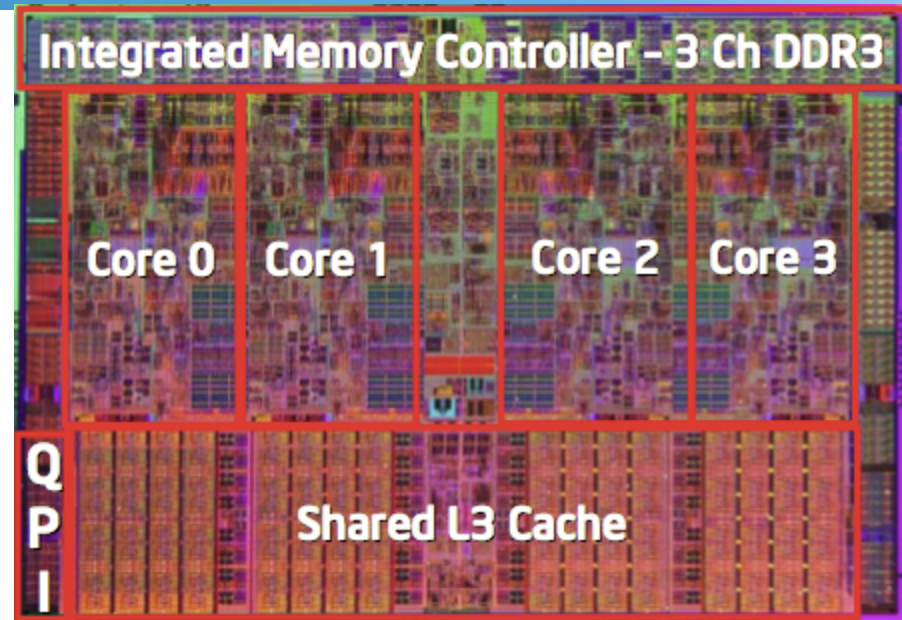 Integrated Memory Controller - 3 Ch DDR3
Core 0
Core 1
Core 2
Core 3
Q
P
I
Shared L3 Cache